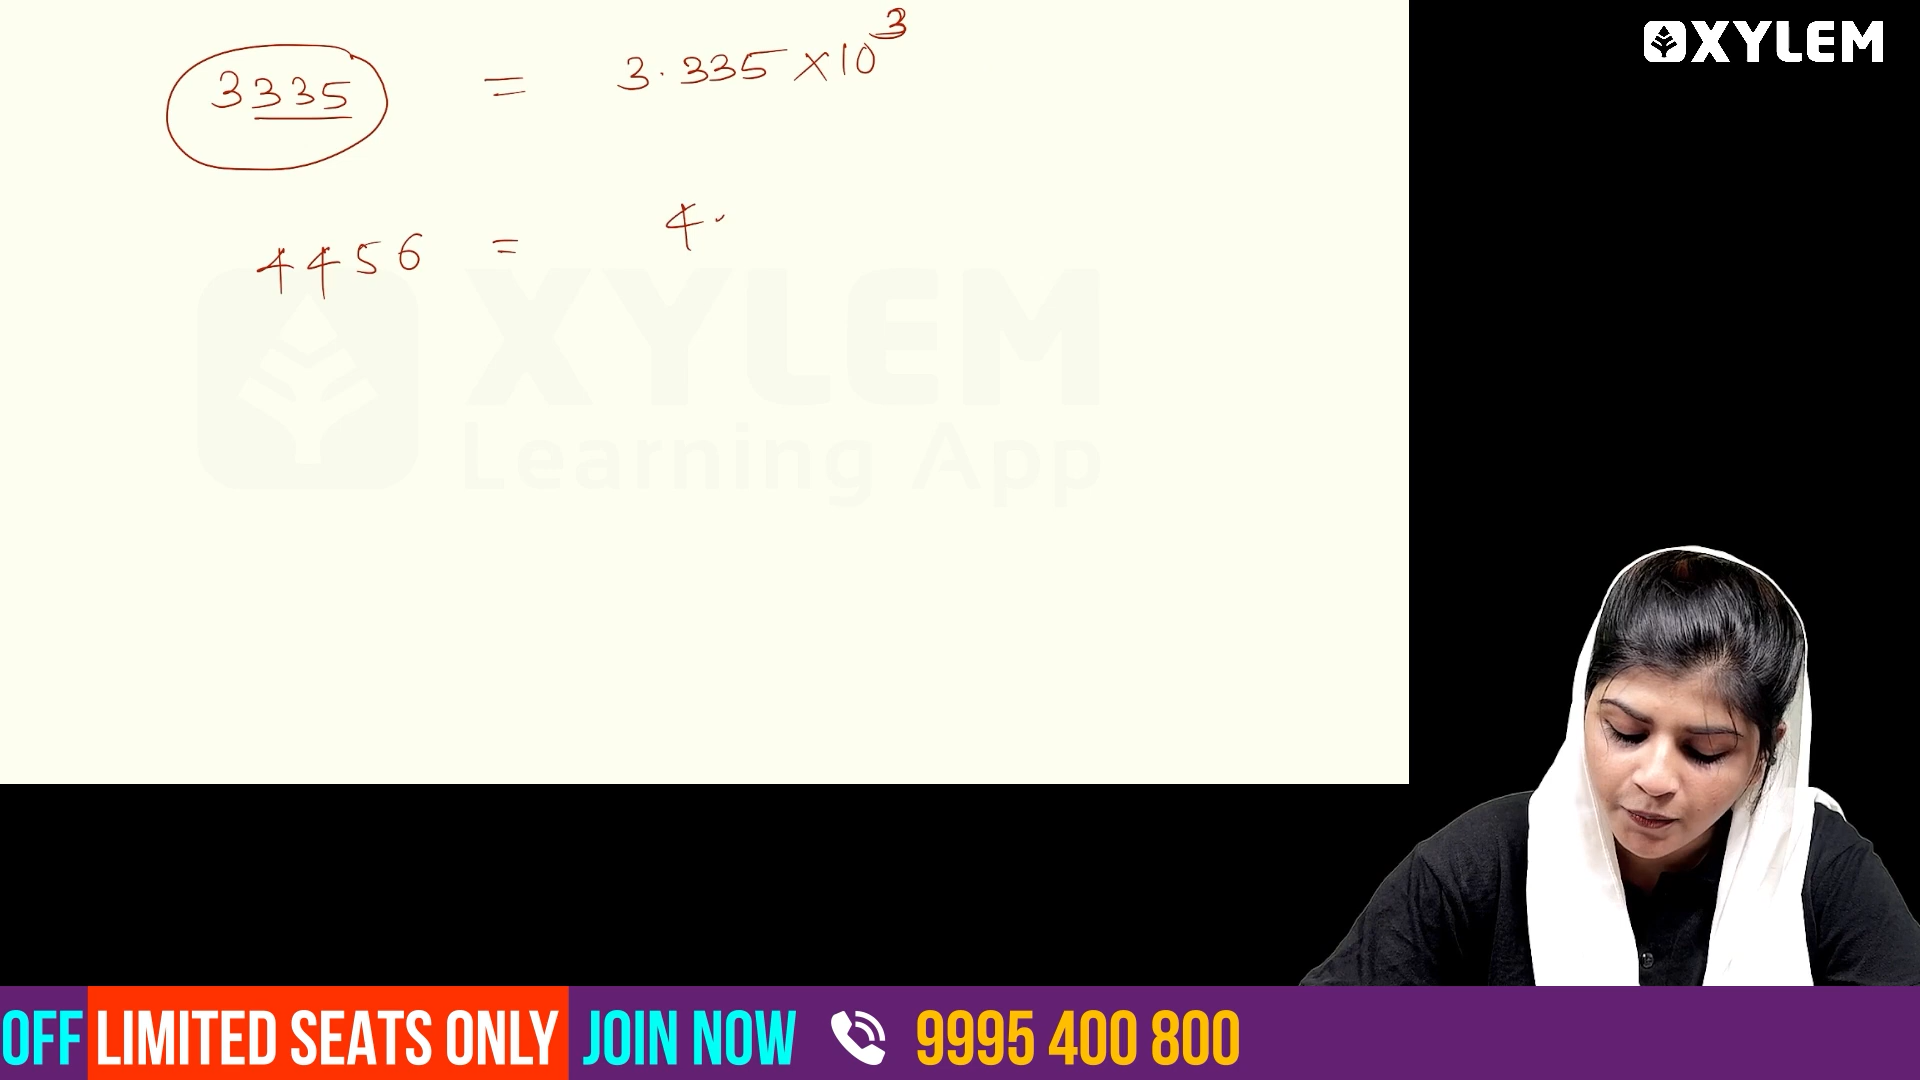 XYLEM
3335 = 3.335 × 10³
4456 = 4.
XYLEM
Learning App
OFF LIMITED SEATS ONLY JOIN NOW 9995 400 800